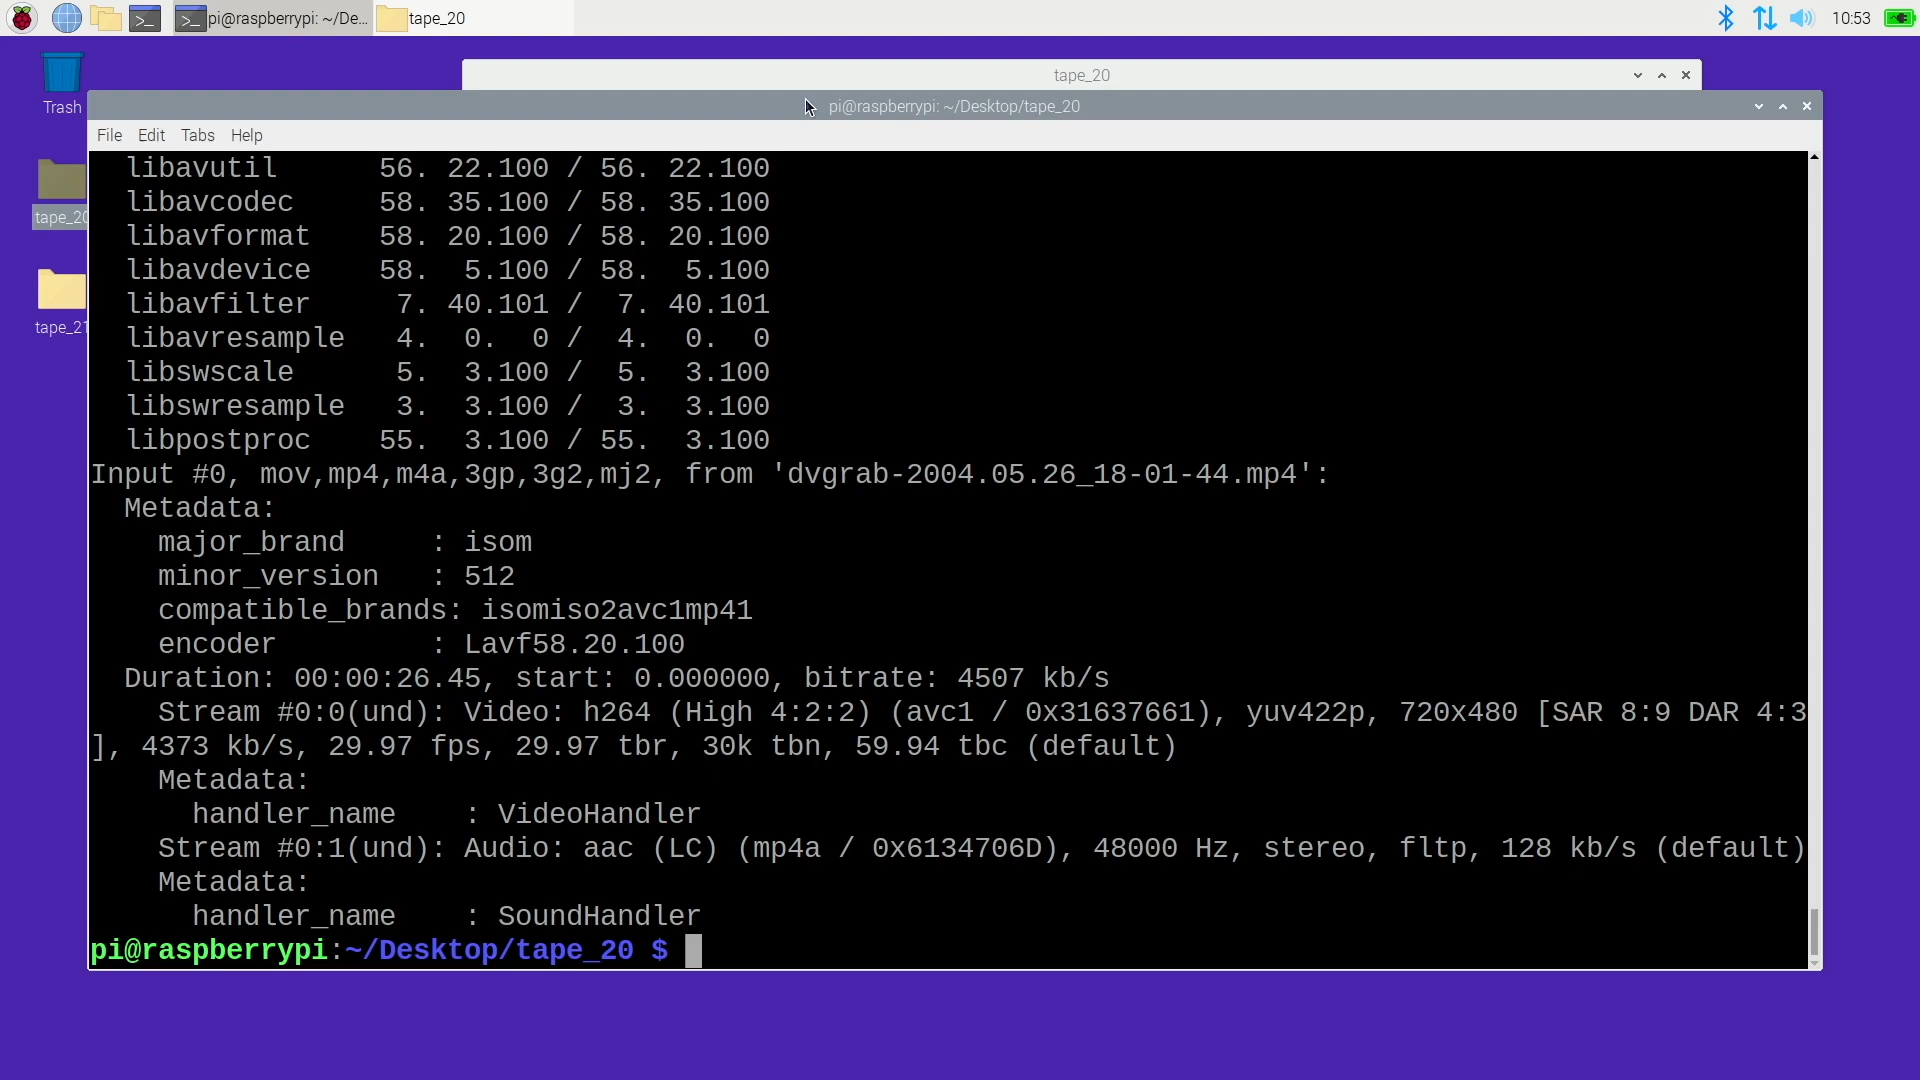 pi@raspberrypi: ~/De... tape_20 10:53
tape_20
Trash
pi@raspberrypi: ~/Desktop/tape_20
File Edit Tabs Help
libavutil 56. 22.100 / 56. 22.100
libavcodec 58. 35.100 / 58. 35.100
libavformat 58. 20.100 / 58. 20.100
libavdevice 58. 5.100 / 58. 5.100
libavfilter 7. 40.101 / 7. 40.101
libavresample 4. 0. 0 / 4. 0. 0
libswscale 5. 3.100 / 5. 3.100
libswresample 3. 3.100 / 3. 3.100
libpostproc 55. 3.100 / 55. 3.100
tape_20
tape_21
Input #0, mov,mp4,m4a,3gp,3g2,mj2, from 'dvgrab-2004.05.26_18-01-44.mp4':
Metadata:
major_brand : isom
minor_version : 512
compatible_brands: isomiso2avc1mp41
encoder : Lavf58.20.100
Duration: 00:00:26.45, start: 0.000000, bitrate: 4507 kb/s
Stream #0:0(und): Video: h264 (High 4:2:2) (avc1 / 0x31637661), yuv422p, 720x480 [SAR 8:9 DAR 4:3
], 4373 kb/s, 29.97 fps, 29.97 tbr, 30k tbn, 59.94 tbc (default)
Metadata:
handler_name : VideoHandler
Stream #0:1(und): Audio: aac (LC) (mp4a / 0x6134706D), 48000 Hz, stereo, fltp, 128 kb/s (default)
Metadata:
handler_name : SoundHandler
pi@raspberrypi:~/Desktop/tape_20 $